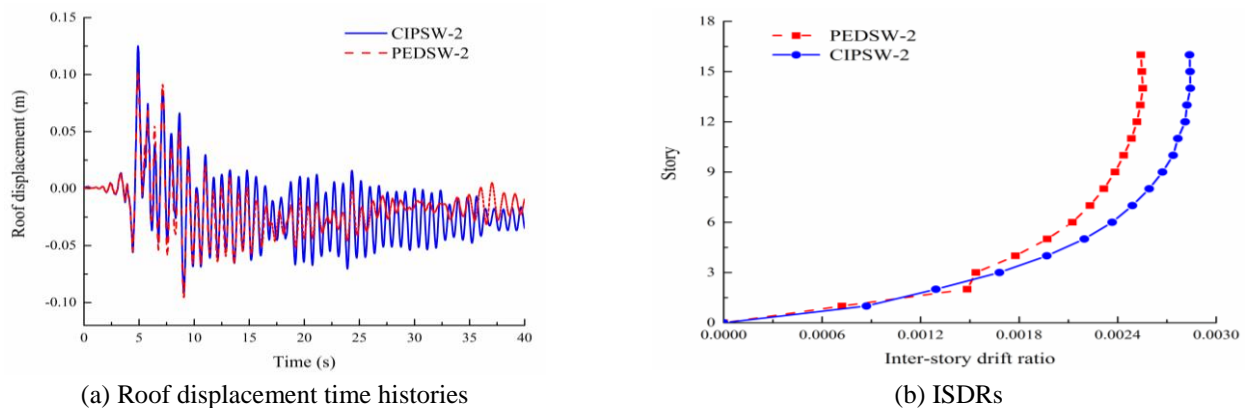 0.15
0.10
0.05
0.00
-0.05
-0.10
Roof displacement (m)
CIPSW-2
PEDSW-2
0 5 10 15 20 25 30 35 40
Time (s)
(a) Roof displacement time histories
18
15
12
9
6
3
0
Story
PEDSW-2
CIPSW-2
0.0000 0.0006 0.0012 0.0018 0.0024 0.0030
Inter-story drift ratio
(b) ISDRs